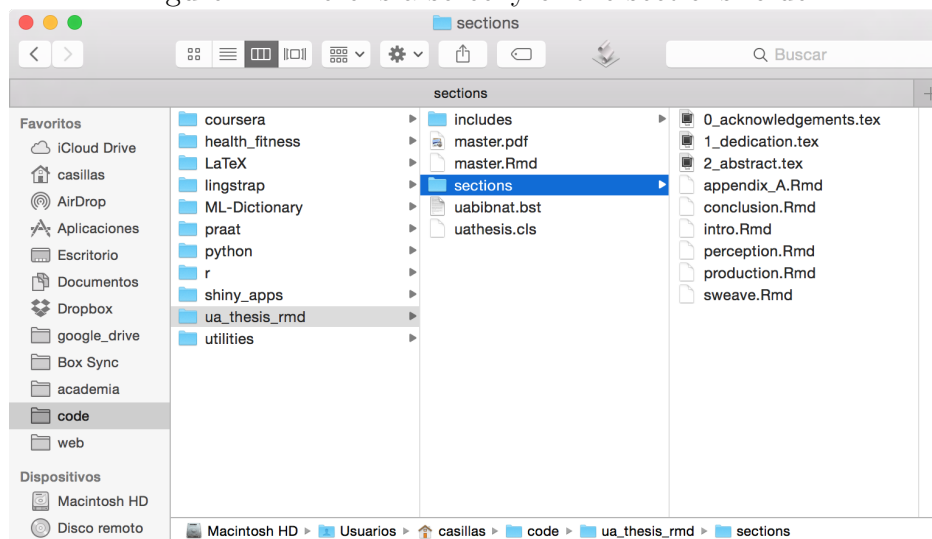 sections
Buscar
sections
Favoritos
iCloud Drive
casillas
AirDrop
Aplicaciones
Escritorio
Documentos
Dropbox
google_drive
Box Sync
academia
code
web
Dispositivos
Macintosh HD
Disco remoto
coursera
health_fitness
LaTeX
lingstrap
ML-Dictionary
praat
python
r
shiny_apps
ua_thesis_rmd
utilities
includes
master.pdf
master.Rmd
sections
uabibnat.bst
uathesis.cls
0_acknowledgements.tex
1_dedication.tex
2_abstract.tex
appendix_A.Rmd
conclusion.Rmd
intro.Rmd
perception.Rmd
production.Rmd
sweave.Rmd
Macintosh HD ▸ Usuarios ▸ casillas ▸ code ▸ ua_thesis_rmd ▸ sections